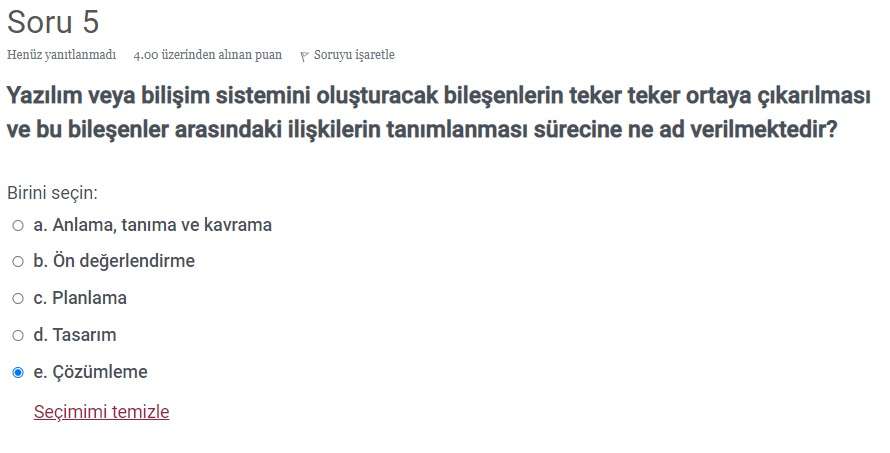 Soru 5
Henüz yanıtlanmadı 4.00 üzerinden alınan puan Soruyu işaretle
Yazılım veya bilişim sistemini oluşturacak bileşenlerin teker teker ortaya çıkarılması
ve bu bileşenler arasındaki ilişkilerin tanımlanması sürecine ne ad verilmektedir?
Birini seçin:
a. Anlama, tanıma ve kavrama
b. Ön değerlendirme
c. Planlama
d. Tasarım
e. Çözümleme
Seçimimi temizle